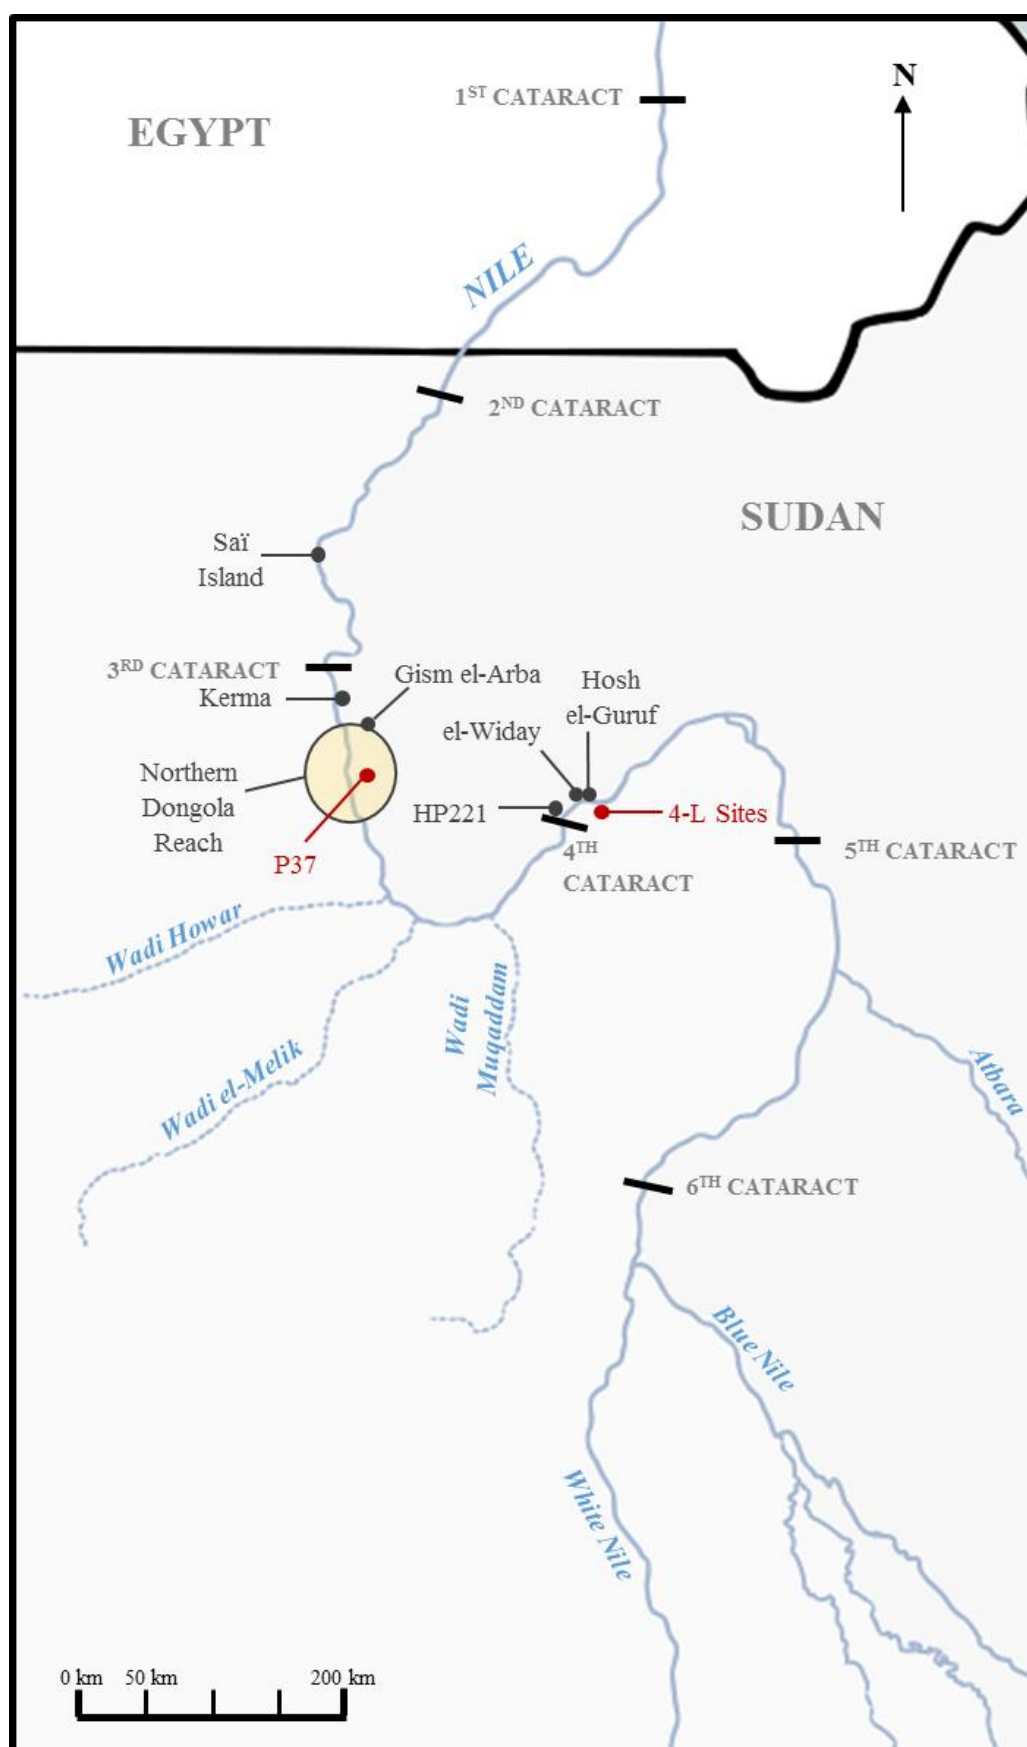 N
1ST CATARACT
EGYPT
NILE
2ND CATARACT
SUDAN
Saï
Island
3RD CATARACT
Kerma
Gism el-Arba
Hosh
el-Guruf
el-Widay
Northern
Dongola
Reach
HP221
4-L Sites
P37
4TH
CATARACT
5TH CATARACT
Wadi Howar
Wadi
Muqaddam
Wadi el-Melik
Atbara
6TH CATARACT
Blue Nile
White Nile
0 km 50 km 200 km